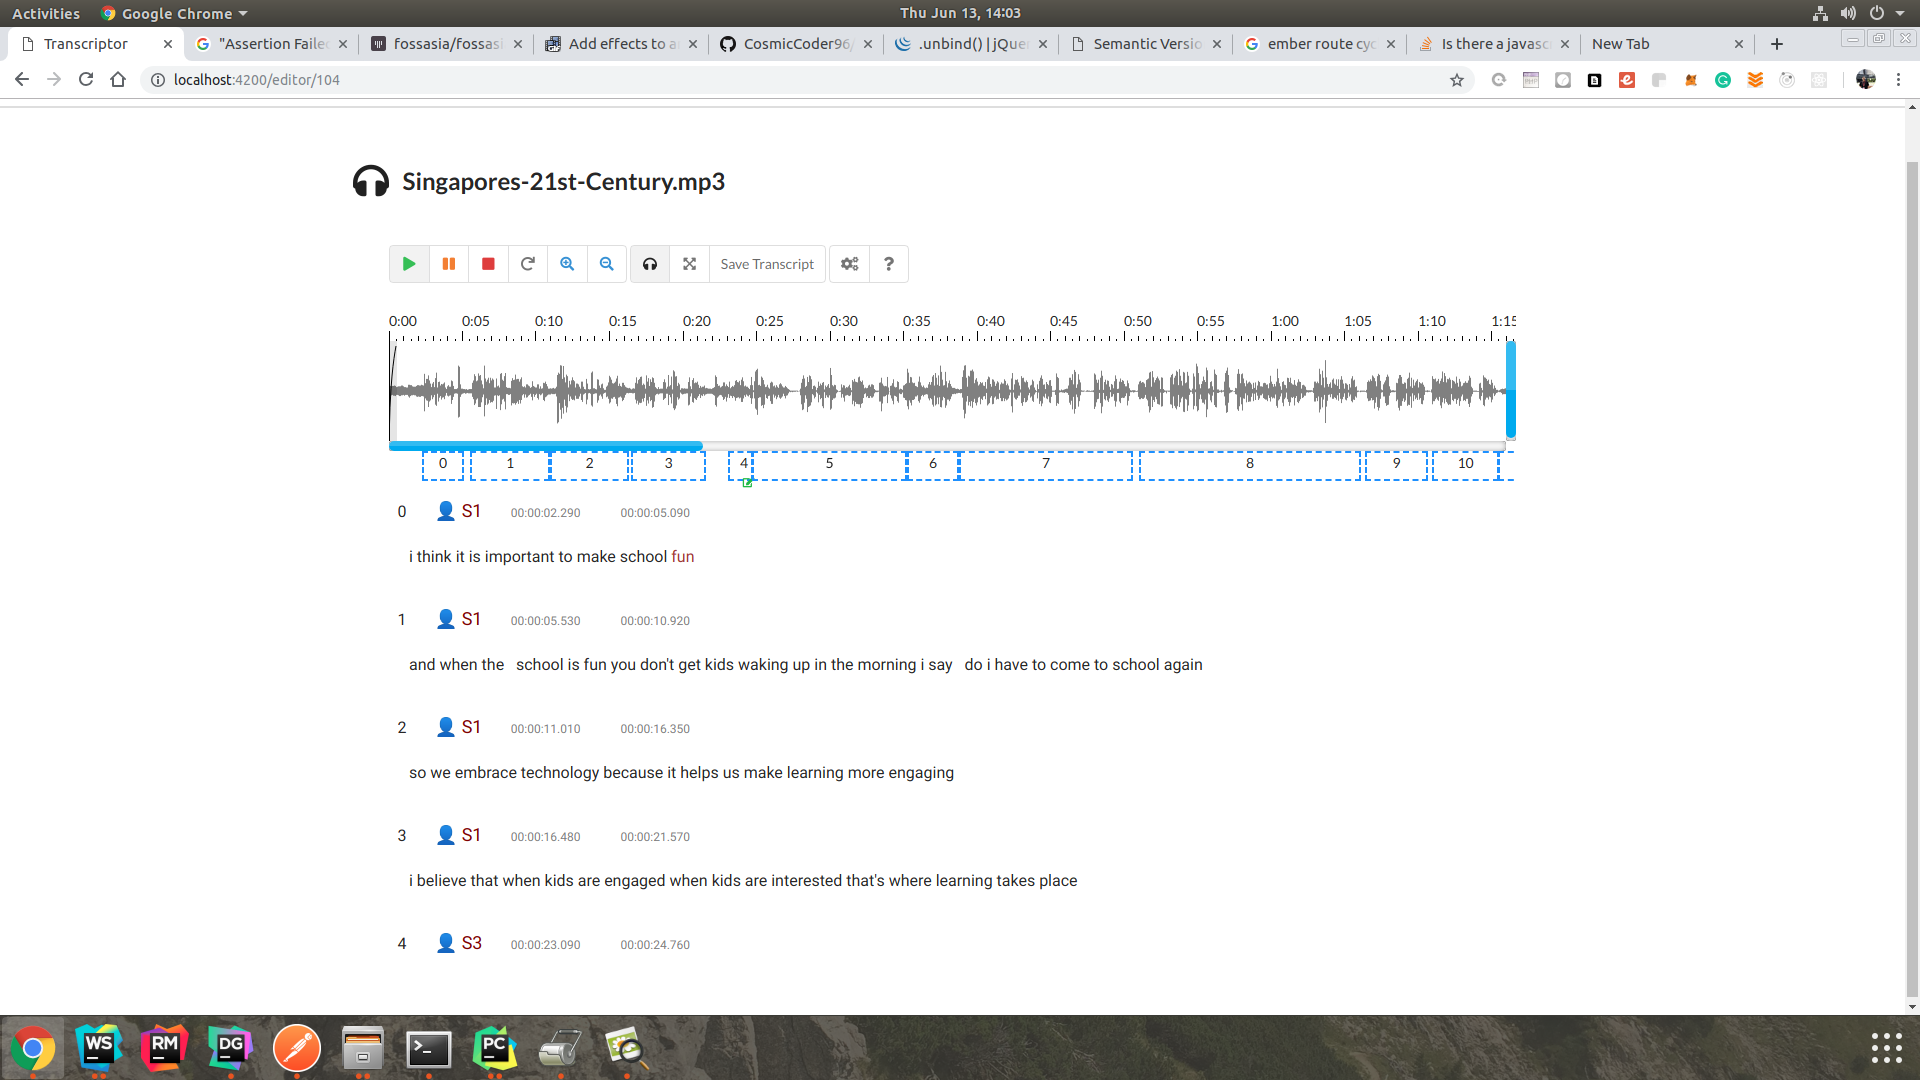 Activities Google Chrome Thu Jun 13, 14:03
Transcriptor "Assertion Failed fossasia/fossas Add effects to a CosmicCoder96/ .unbind() | jQue Semantic Versio ember route cy Is there a javasc New Tab
localhost:4200/editor/104
Singapores-21st-Century.mp3
Save Transcript ?
0:00 0:05 0:10 0:15 0:20 0:25 0:30 0:35 0:40 0:45 0:50 0:55 1:00 1:05 1:10 1:15
0 1 2 3 4 5 6 7 8 9 10
0 S1 00:00:02.290 00:00:05.090
i think it is important to make school fun
1 S1 00:00:05.530 00:00:10.920
and when the school is fun you don't get kids waking up in the morning i say do i have to come to school again
2 S1 00:00:11.010 00:00:16.350
so we embrace technology because it helps us make learning more engaging
3 S1 00:00:16.480 00:00:21.570
i believe that when kids are engaged when kids are interested that's where learning takes place
4 S3 00:00:23.090 00:00:24.760
WS RM DG >_ PC